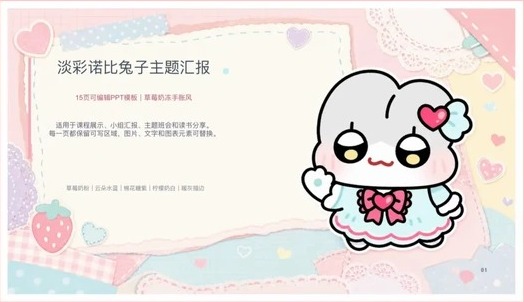 淡彩诺比兔子主题汇报
15页可编辑PPT模板｜草莓奶冻手账风
适用于课程展示、小组汇报、主题班会和读书分享。
每一页都保留可写区域、图片、文字和图表元素可替换。
草莓奶粉｜云朵水蓝｜棉花糖紫｜柠檬奶白｜暖灰描边
01